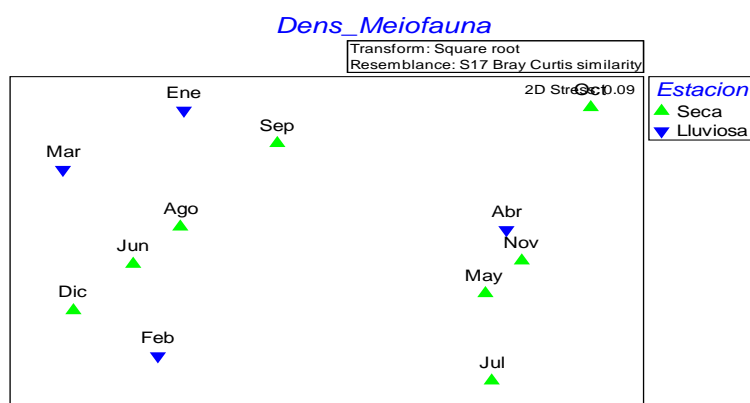 Dens_Meiofauna
Transform: Square root
Resemblance: S17 Bray Curtis similarity
2D Stress: 0.09
Estacion
Seca
Lluviosa
Ene
Oct
Sep
Mar
Ago
Abr
Jun
Nov
May
Dic
Feb
Jul